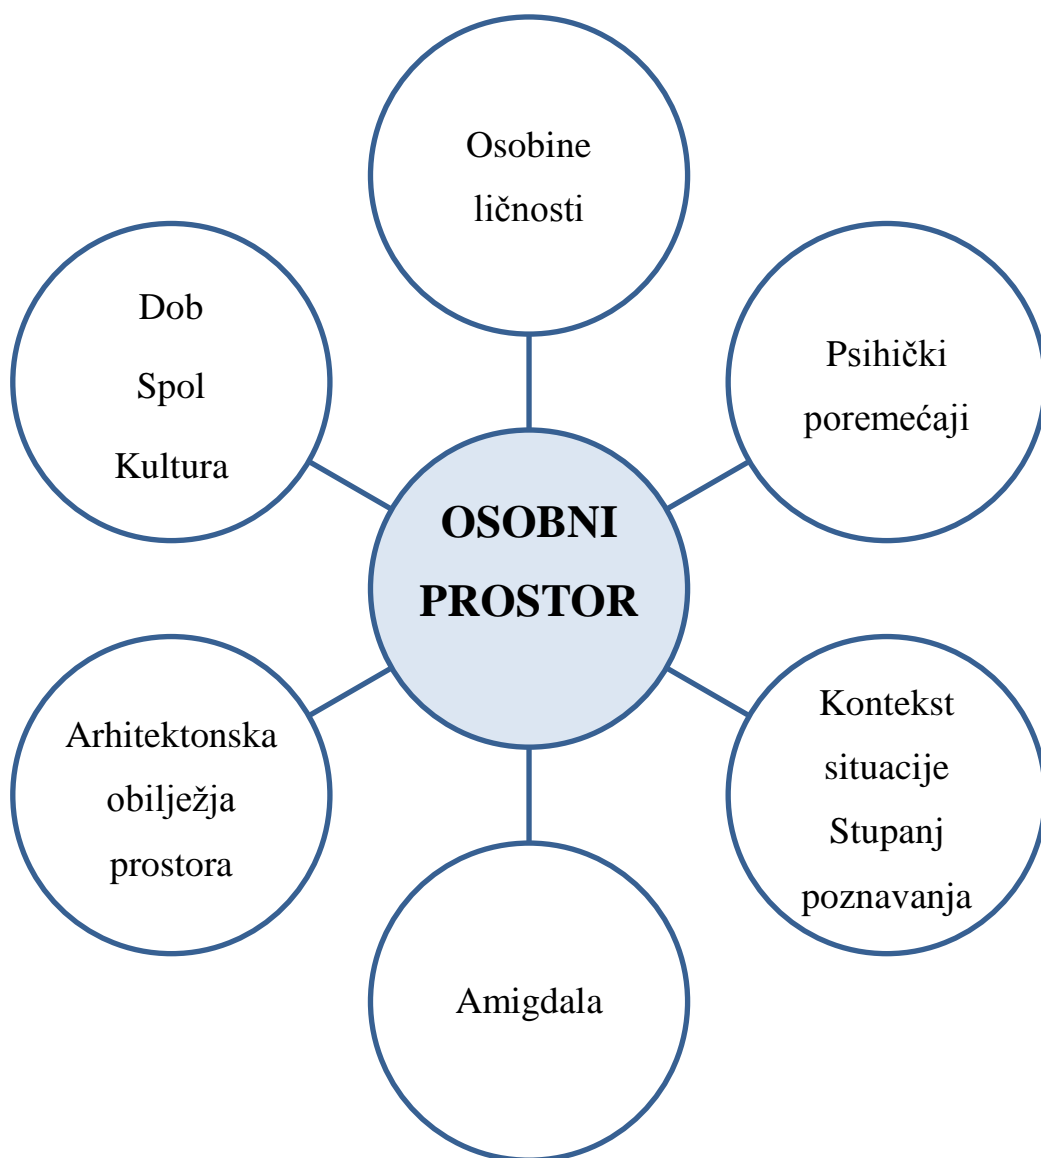 Osobine
ličnosti
Dob
Spol
Kultura
Psihički
poremećaji
OSOBNI
PROSTOR
Arhitektonska
obilježja
prostora
Kontekst
situacije
Stupanj
poznavanja
Amigdala